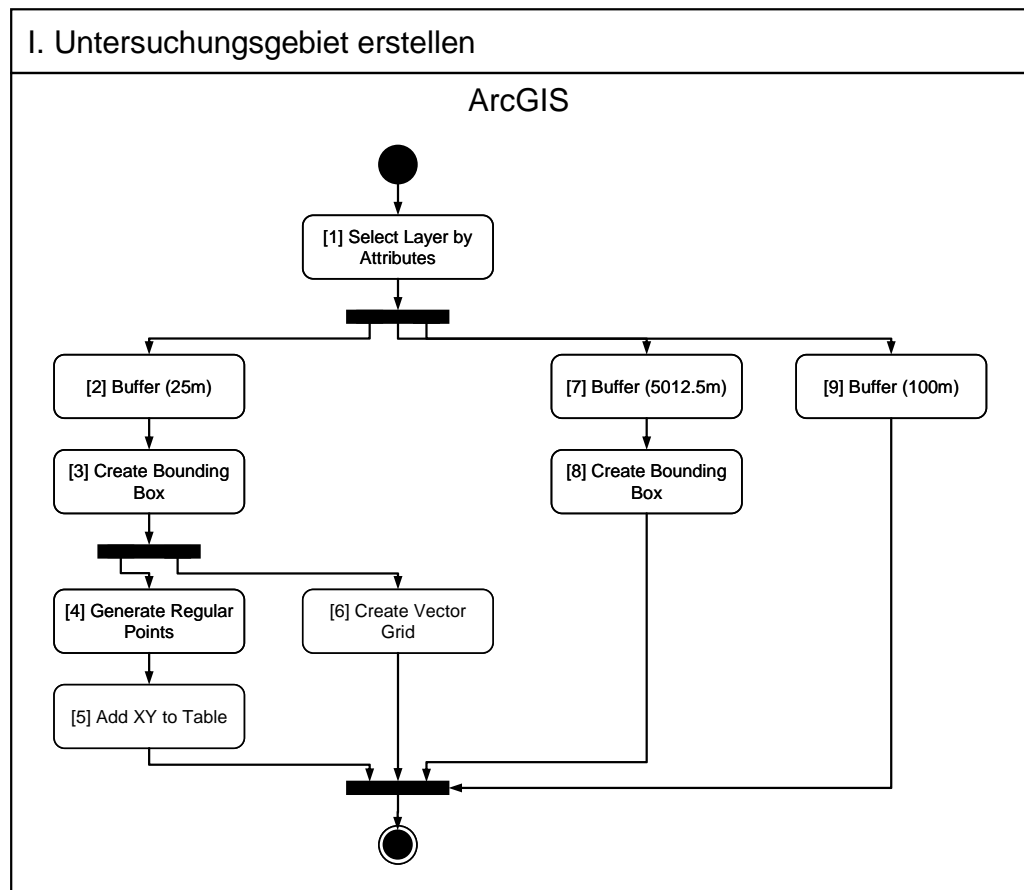 I. Untersuchungsgebiet erstellen
ArcGIS
[1] Select Layer by
Attributes
[2] Buffer (25m)
[7] Buffer (5012.5m)
[9] Buffer (100m)
[3] Create Bounding
Box
[8] Create Bounding
Box
[4] Generate Regular
Points
[6] Create Vector
Grid
[5] Add XY to Table